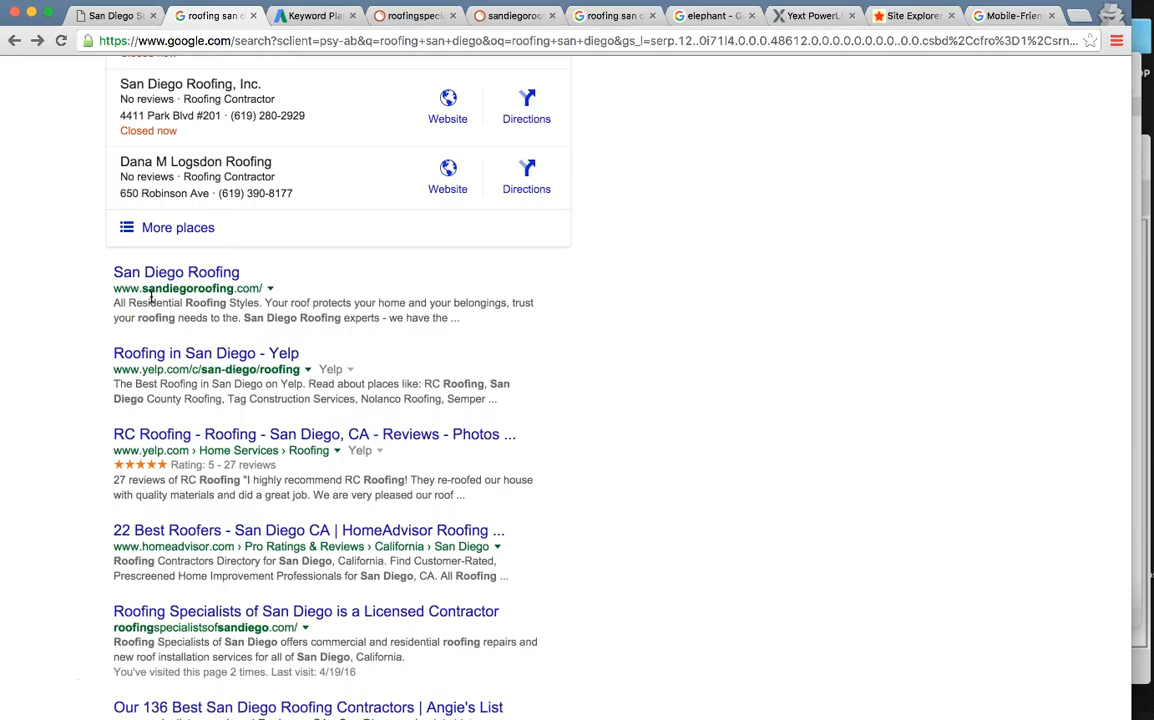 San Diego S
roofing san d
Keyword Pla
roofingspeci
sandiegoroo
roofing san d
elephant - G
Yext PowerL
Site Explorer
Mobile-Frien
https://www.google.com/search?sclient=psy-ab&q=roofing+san+diego&oq=roofing+san+diego&gs_l=serp.12..0i71l4.0.0.0.48612.0.0.0.0.0.0.0.0..0.0.csbd%2Ccfro%3D1%2Csrn...
San Diego Roofing, Inc.
No reviews · Roofing Contractor
4411 Park Blvd #201 · (619) 280-2929
Closed now
Website
Directions
Dana M Logsdon Roofing
No reviews · Roofing Contractor
650 Robinson Ave · (619) 390-8177
Website
Directions
More places
San Diego Roofing
www.sandiegoroofing.com/
All Residential Roofing Styles. Your roof protects your home and your belongings, trust
your roofing needs to the. San Diego Roofing experts - we have the ...
Roofing in San Diego - Yelp
www.yelp.com/c/san-diego/roofing Yelp
The Best Roofing in San Diego on Yelp. Read about places like: RC Roofing, San
Diego County Roofing, Tag Construction Services, Nolanco Roofing, Semper ...
RC Roofing - Roofing - San Diego, CA - Reviews - Photos ...
www.yelp.com › Home Services › Roofing Yelp
Rating: 5 - 27 reviews
27 reviews of RC Roofing "I highly recommend RC Roofing! They re-roofed our house
with quality materials and did a great job. We are very pleased our roof ...
22 Best Roofers - San Diego CA | HomeAdvisor Roofing ...
www.homeadvisor.com › Pro Ratings & Reviews › California › San Diego
Roofing Contractors Directory for San Diego, California. Find Customer-Rated,
Prescreened Home Improvement Professionals for San Diego, CA. All Roofing ...
Roofing Specialists of San Diego is a Licensed Contractor
roofingspecialistsofsandiego.com/
Roofing Specialists of San Diego offers commercial and residential roofing repairs and
new roof installation services for all of San Diego, California.
You've visited this page 2 times. Last visit: 4/19/16
Our 136 Best San Diego Roofing Contractors | Angie's List